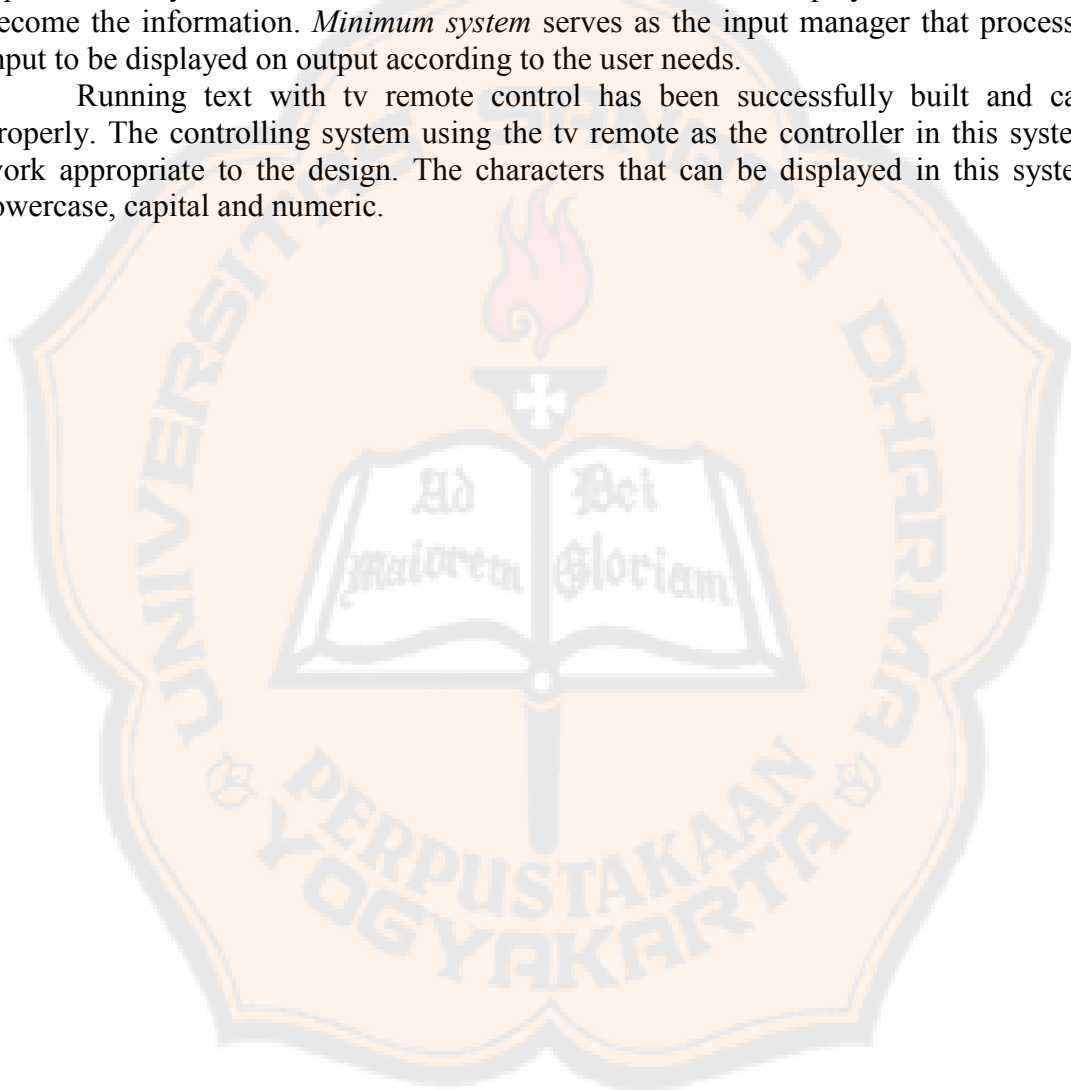 ecome the information. Minimum system serves as the input manager that process
nput to be displayed on output according to the user needs.
Running text with tv remote control has been successfully built and ca
roperly. The controlling system using the tv remote as the controller in this syste
work appropriate to the design. The characters that can be displayed in this syste
owercase, capital and numeric.
UNIVERSITAS SANATA DHARMA
Ad
Maiorem
Dei
Gloriam
PERPUSTAKAAN
YOGYAKARTA